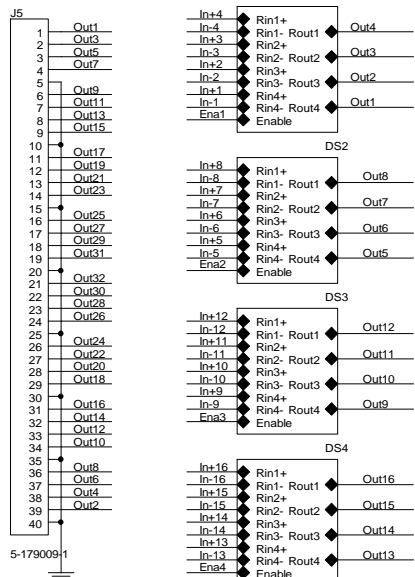 J5
1 Out1
2 Out3
3 Out5
4 Out7
5
6 Out9
7 Out11
8 Out13
9 Out15
10
11 Out17
12 Out19
13 Out21
14 Out23
15
16 Out25
17 Out27
18 Out29
19 Out31
20
21 Out32
22 Out30
23 Out28
24 Out26
25
26 Out24
27 Out22
28 Out20
29 Out18
30
31 Out16
32 Out14
33 Out12
34 Out10
35
36 Out8
37 Out6
38 Out4
39 Out2
40
5-179009-1
In+4 Rin1+
In-4 Rin1- Rout1 Out4
In+3 Rin2+
In-3 Rin2- Rout2 Out3
In+2 Rin3+
In-2 Rin3- Rout3 Out2
In+1 Rin4+
In-1 Rin4- Rout4 Out1
Ena1 Enable
DS2
In+8 Rin1+
In-8 Rin1- Rout1 Out8
In+7 Rin2+
In-7 Rin2- Rout2 Out7
In+6 Rin3+
In-6 Rin3- Rout3 Out6
In+5 Rin4+
In-5 Rin4- Rout4 Out5
Ena2 Enable
DS3
In+12 Rin1+
In-12 Rin1- Rout1 Out12
In+11 Rin2+
In-11 Rin2- Rout2 Out11
In+10 Rin3+
In-10 Rin3- Rout3 Out10
In+9 Rin4+
In-9 Rin4- Rout4 Out9
Ena3 Enable
DS4
In+16 Rin1+
In-16 Rin1- Rout1 Out16
In+15 Rin2+
In-15 Rin2- Rout2 Out15
In+14 Rin3+
In-14 Rin3- Rout3 Out14
In+13 Rin4+
In-13 Rin4- Rout4 Out13
Ena4 Enable